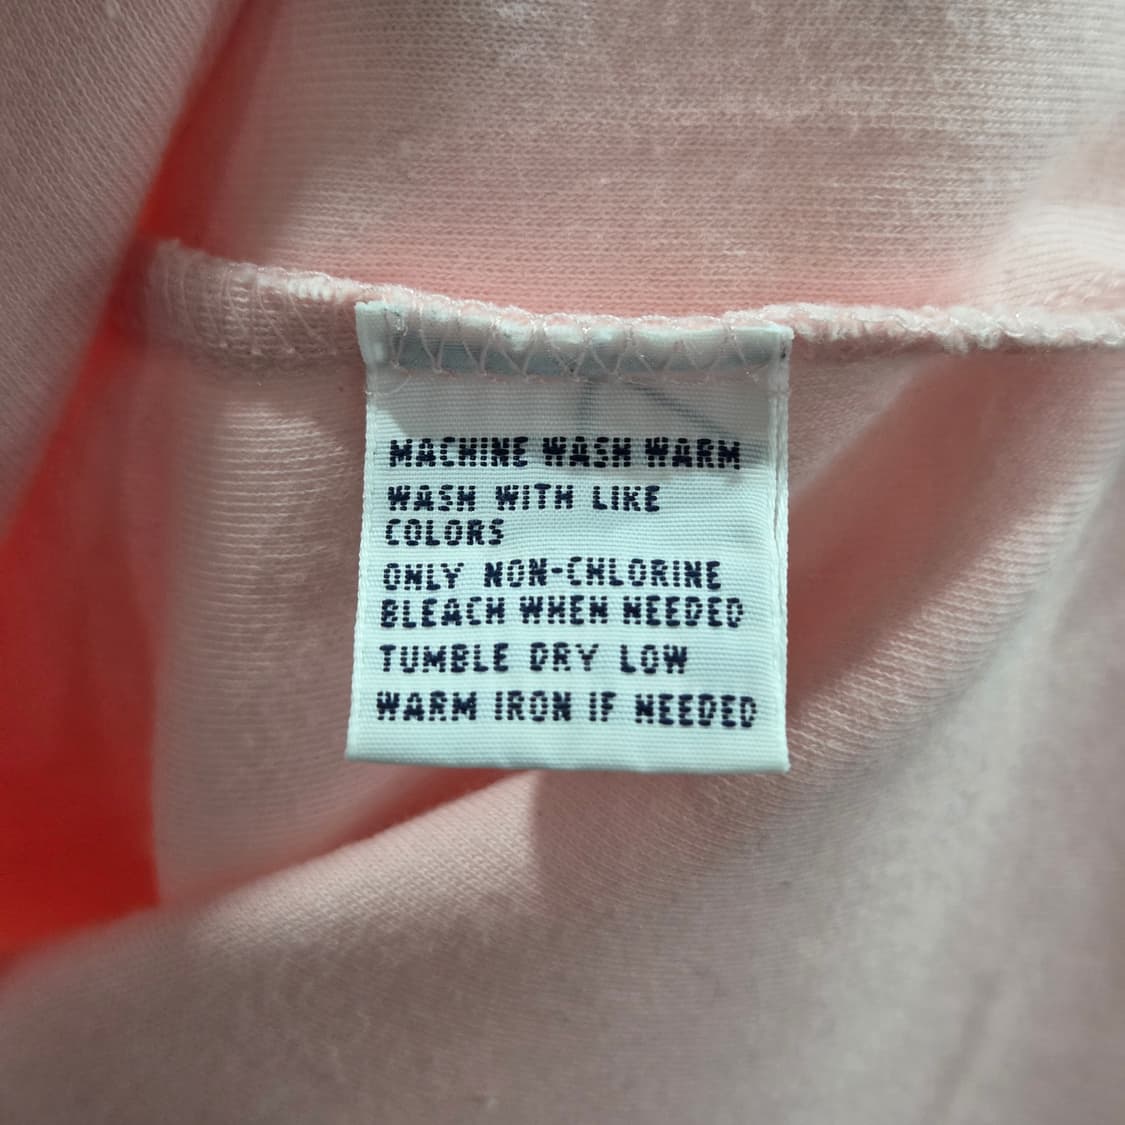 MACHINE WASH WARM
WASH WITH LIKE
COLORS
ONLY NON-CHLORINE
BLEACH WHEN NEEDED
TUMBLE DRY LOW
WARM IRON IF NEEDED